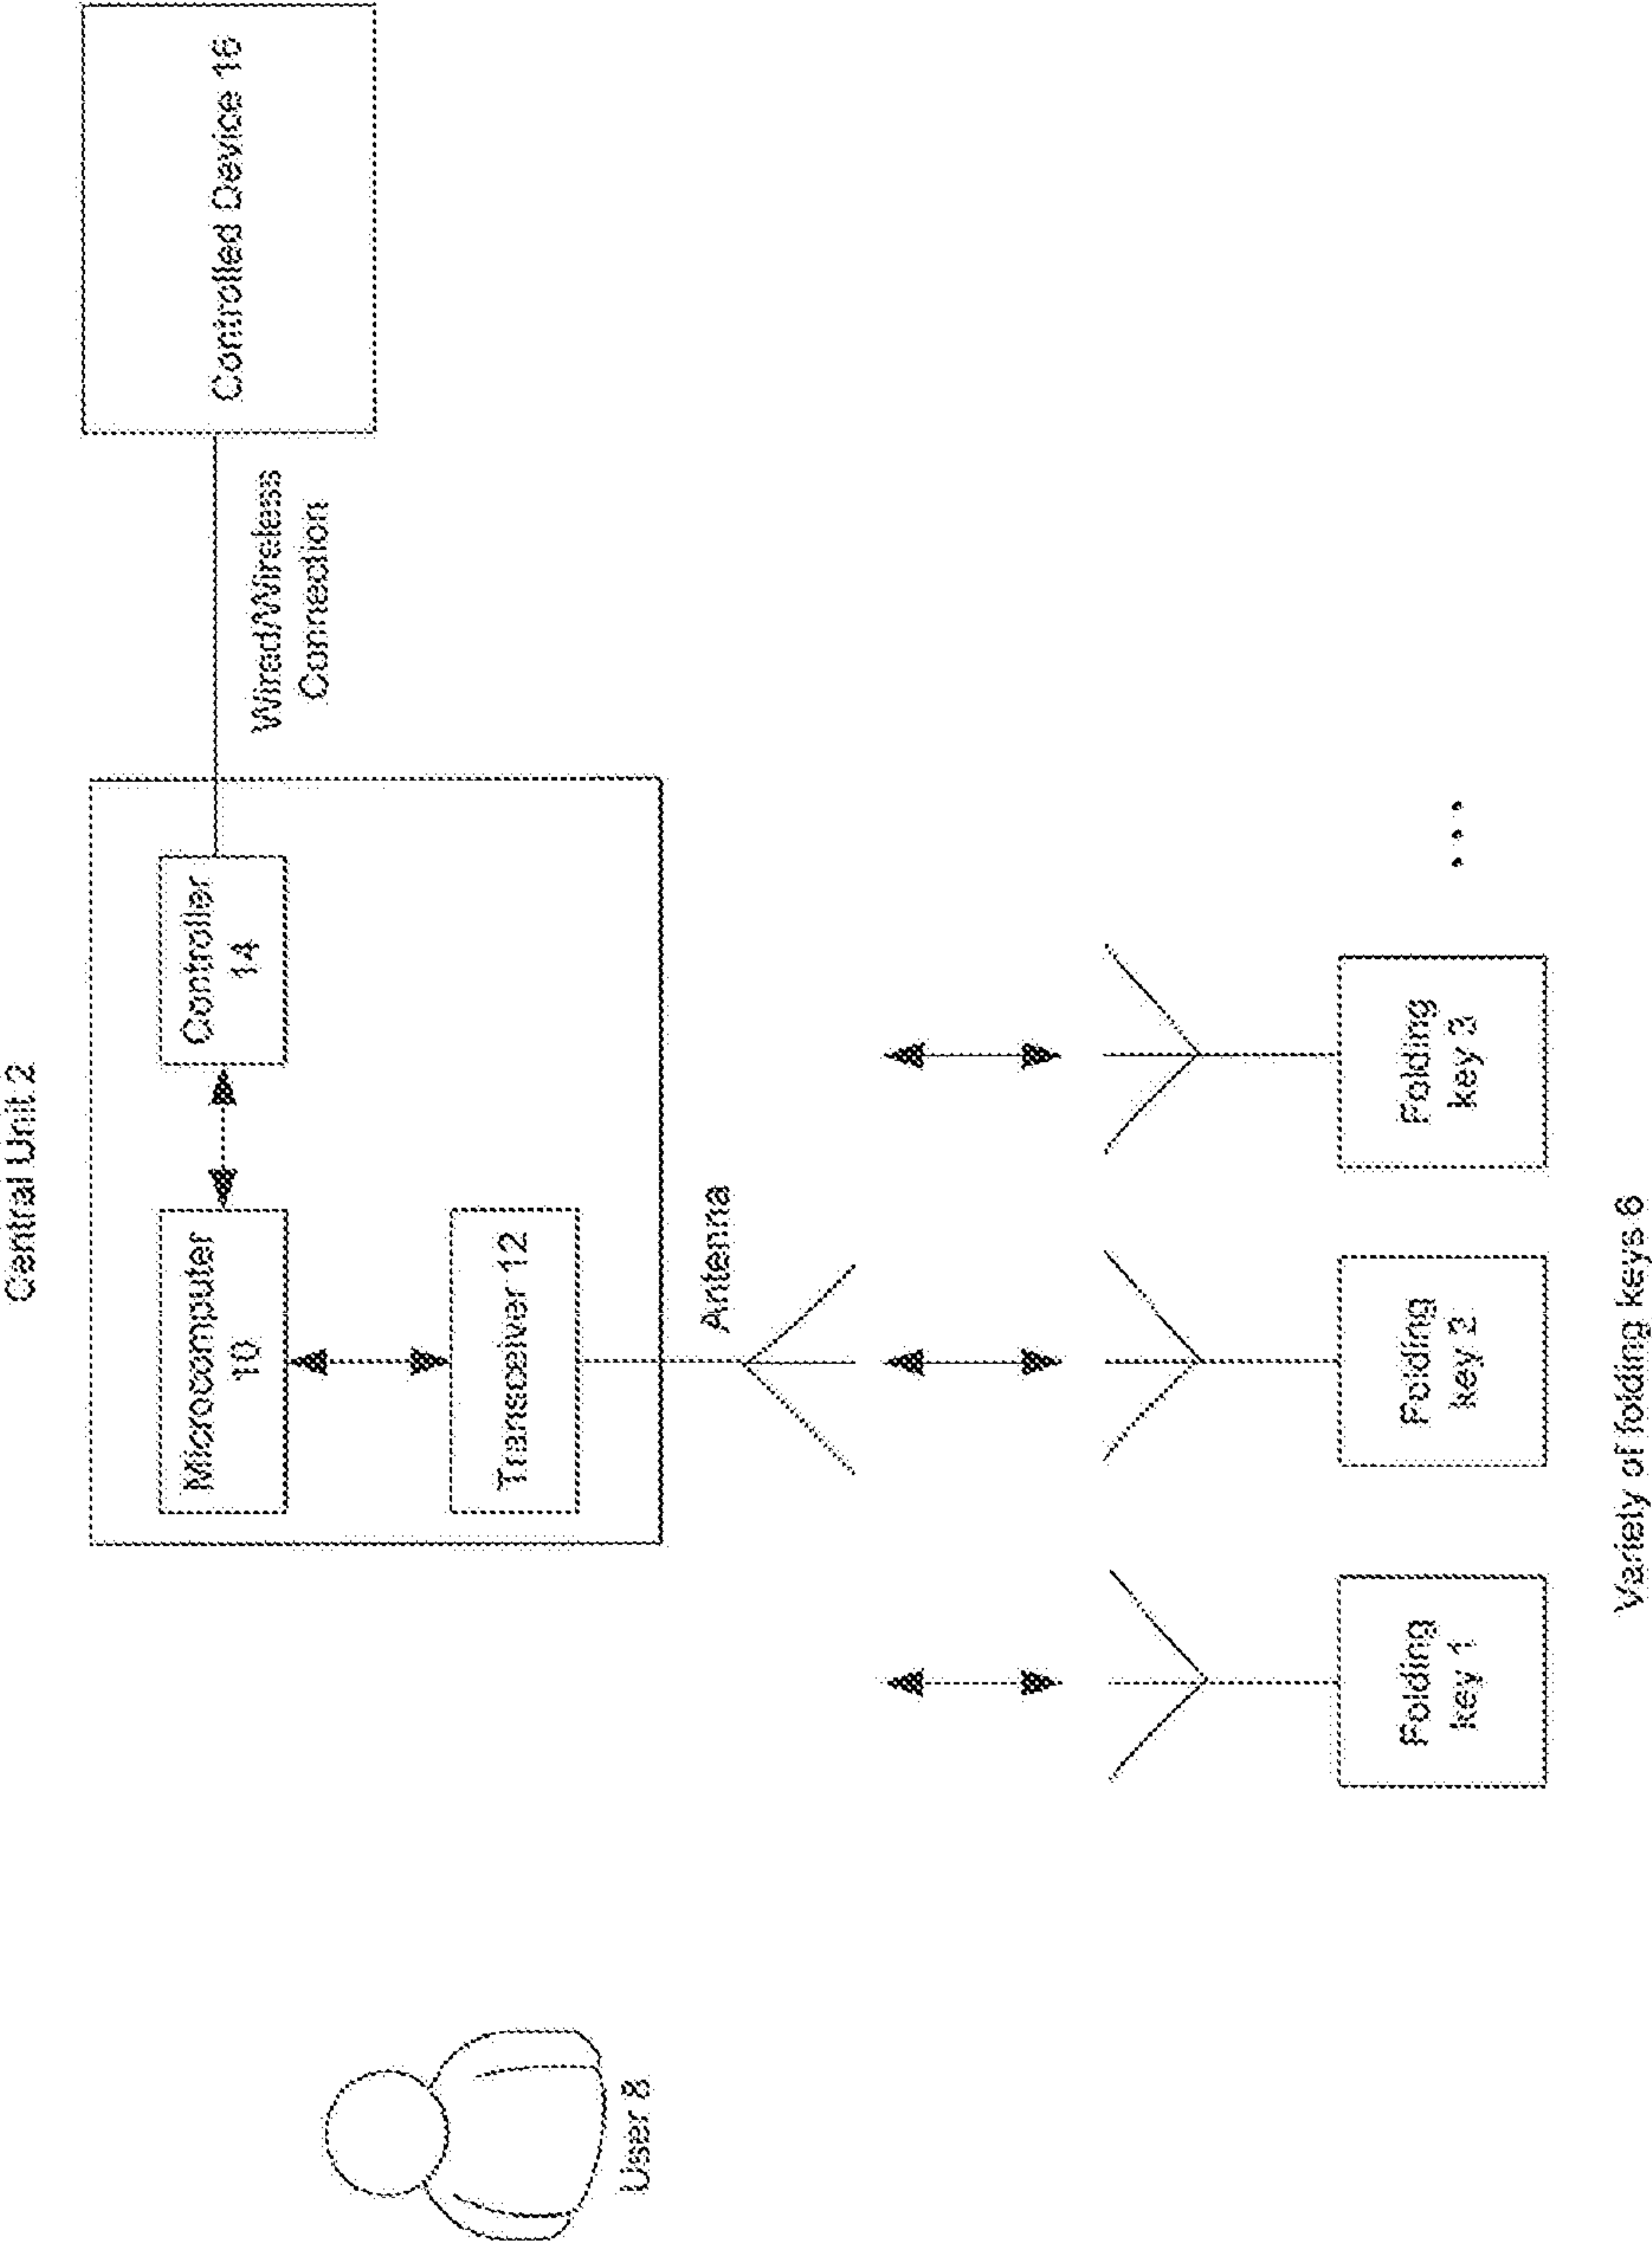 Central Unit 2
Microcomputer
10
Controller
14
Transceiver 12
Wired/Wireless
Connection
Controlled Device 16
Antenna
User 8
Folding
key 1
Folding
key 2
Folding
key 3
...
Variety of folding keys 6